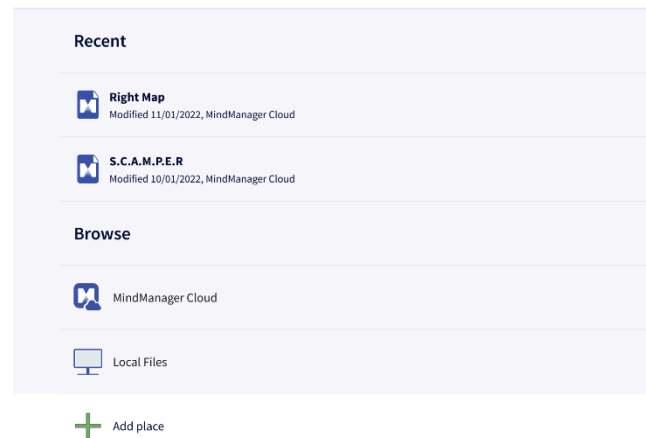 Recent
Right Map
Modified 11/01/2022, MindManager Cloud
S.C.A.M.P.E.R
Modified 10/01/2022, MindManager Cloud
Browse
MindManager Cloud
Local Files
Add place